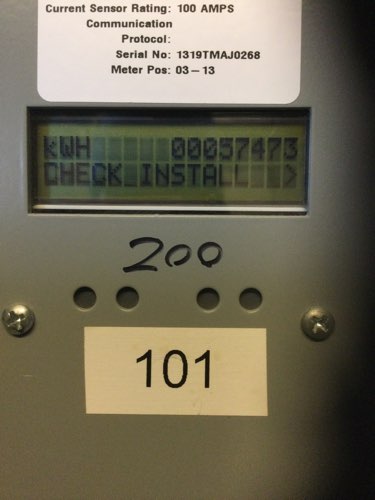 Current Sensor Rating: 100 AMPS
Communication
Protocol:
Serial No: 1319TMAJ0268
Meter Pos: 03-13
kWH 00057473
CHECK INSTALL >
200
101